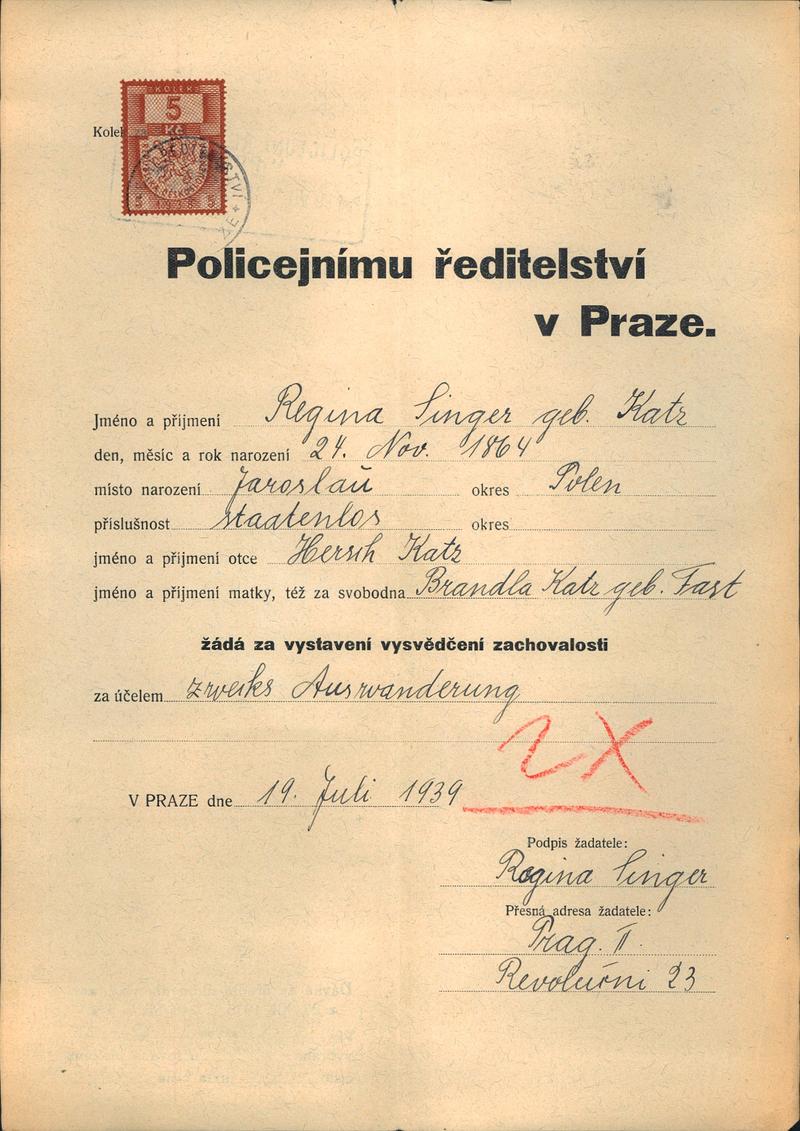 KOLEK
5
Kč
Kolek
Policejnímu ředitelství
v Praze.
Jméno a příjmení Regina Singer geb. Katz
den, měsíc a rok narození 24. Nov. 1864
místo narození Jaroslau okres Polen
příslušnost staatenlos okres
jméno a příjmení otce Hersch Katz
jméno a příjmení matky, též za svobodna Brandla Katz geb. Fast
žádá za vystavení vysvědčení zachovalosti
za účelem zwecks Auswanderung
2X
V PRAZE dne 19. Juli 1939
Podpis žadatele:
Regina Singer
Přesná adresa žadatele:
Prag. II.
Revoluční 23